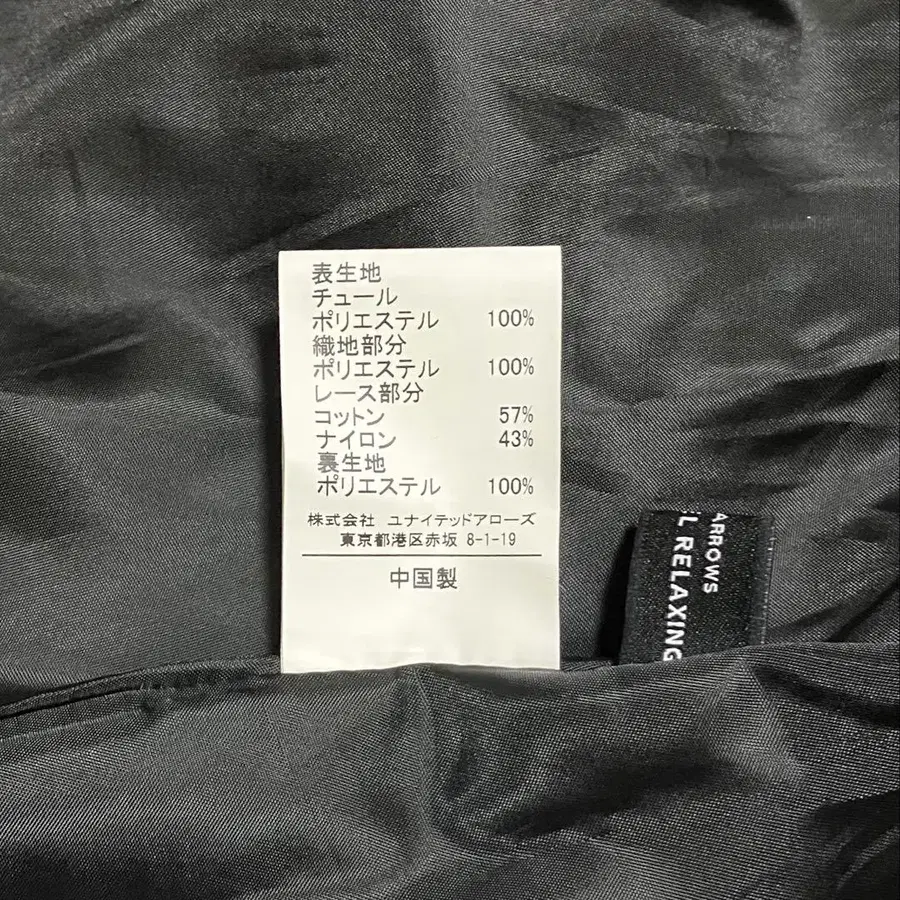 表生地
チュール
ポリエステル 100%
織地部分
ポリエステル 100%
レース部分
コットン 57%
ナイロン 43%
裏生地
ポリエステル 100%
株式会社 ユナイテッドアローズ
東京都港区赤坂 8-1-19
中国製
ARROWS
L RELAXING